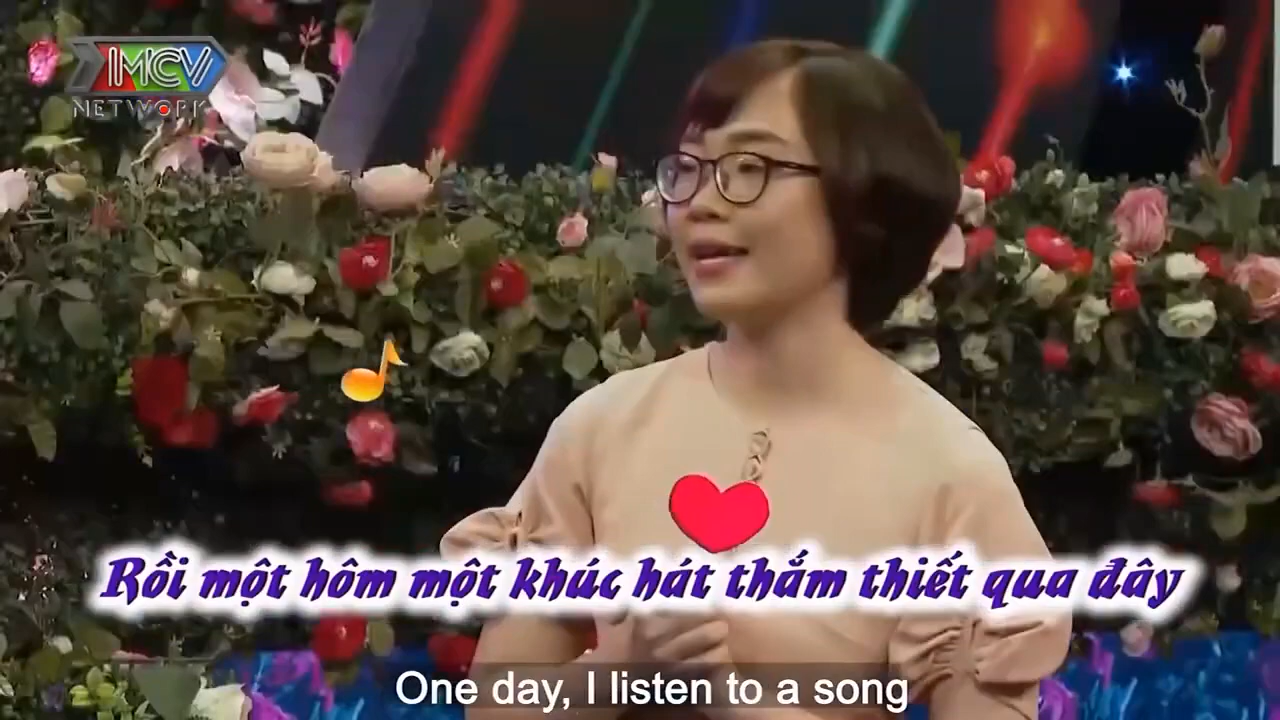 MCV
NETWORK
Rồi một hôm một khúc hát thắm thiết qua đây
One day, I listen to a song